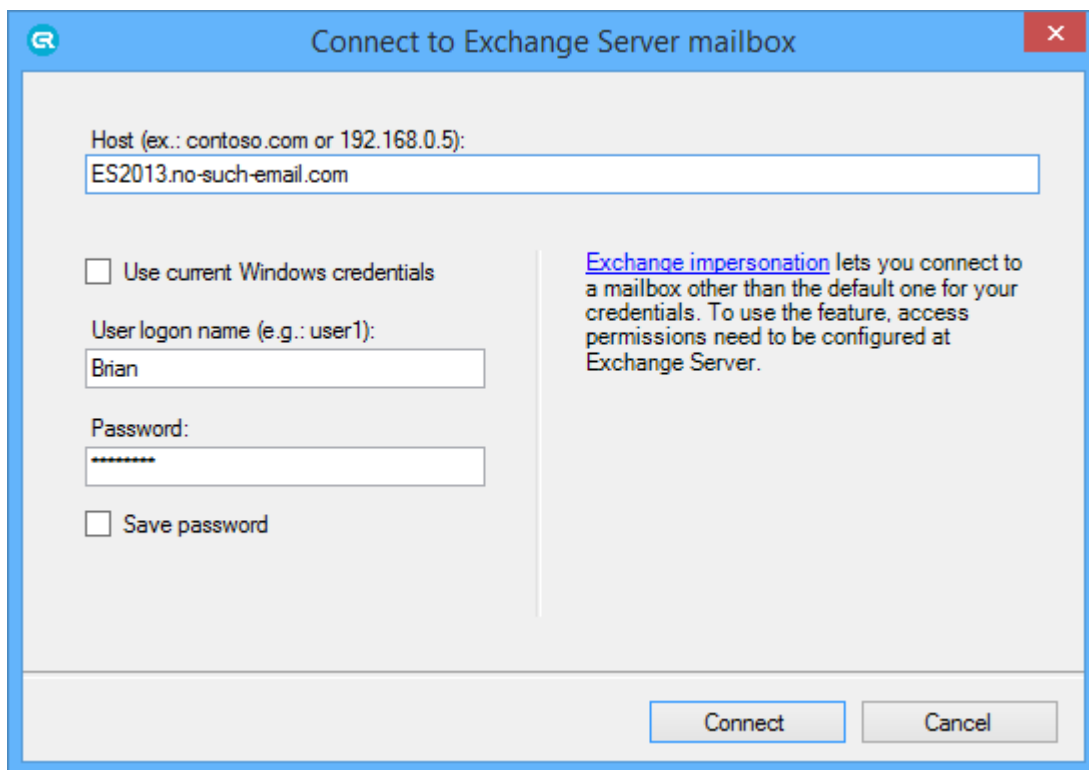 Connect to Exchange Server mailbox
Host (ex.: contoso.com or 192.168.0.5):
ES2013.no-such-email.com
Use current Windows credentials
User logon name (e.g.: user1):
Brian
Password:
********
Save password
Exchange impersonation lets you connect to
a mailbox other than the default one for your
credentials. To use the feature, access
permissions need to be configured at
Exchange Server.
Connect
Cancel